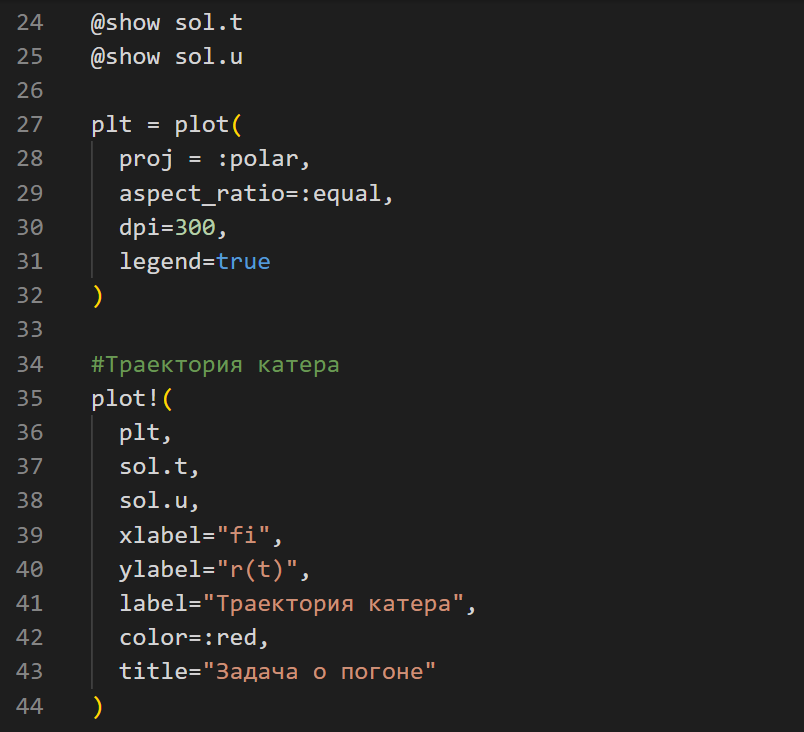 24 @show sol.t
25 @show sol.u
26
27 plt = plot(
28   proj = :polar,
29   aspect_ratio=:equal,
30   dpi=300,
31   legend=true
32 )
33
34 #Траектория катера
35 plot!(
36   plt,
37   sol.t,
38   sol.u,
39   xlabel="fi",
40   ylabel="r(t)",
41   label="Траектория катера",
42   color=:red,
43   title="Задача о погоне"
44 )